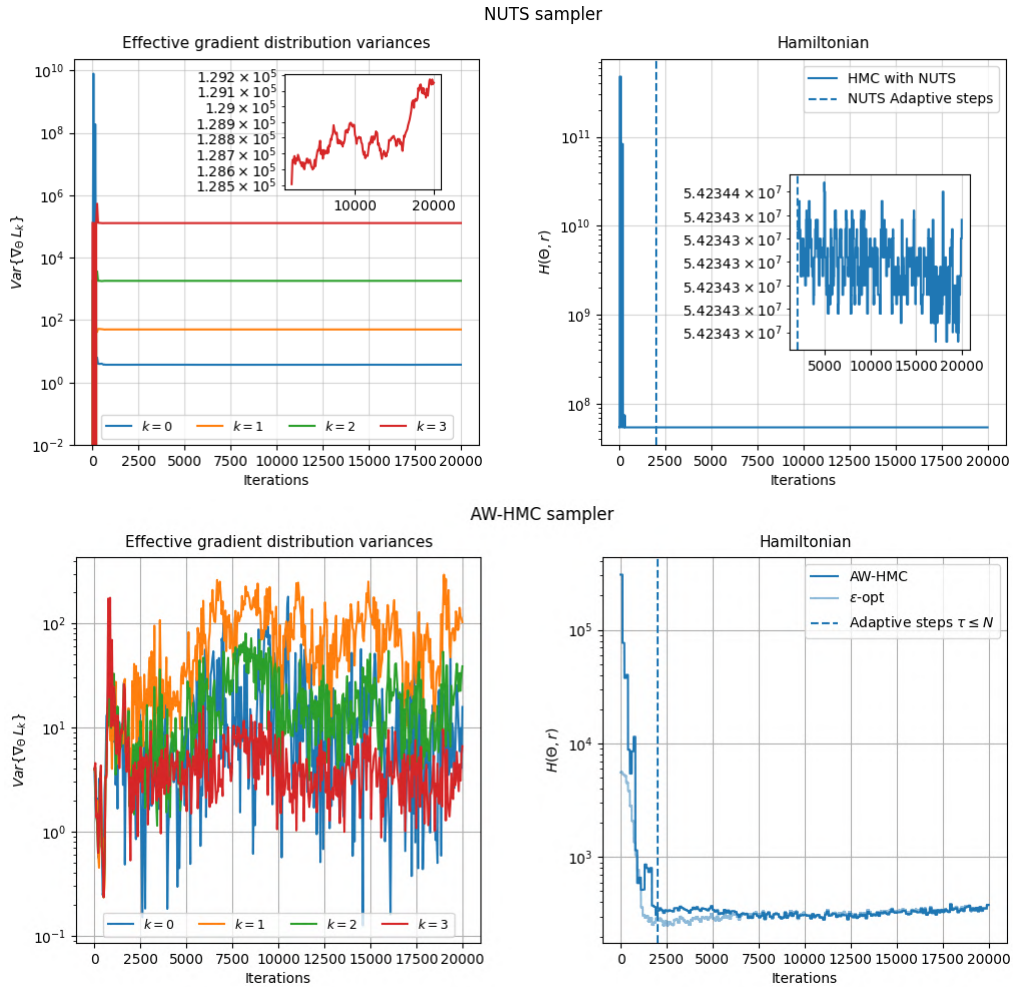 NUTS sampler
Effective gradient distribution variances
Var{∇_Θ L_k}
10^10
10^8
10^6
10^4
10^2
10^0
10^−2
1.292 × 10^5
1.291 × 10^5
1.29 × 10^5
1.289 × 10^5
1.288 × 10^5
1.287 × 10^5
1.286 × 10^5
1.285 × 10^5
10000 20000
k = 0 k = 1 k = 2 k = 3
0 2500 5000 7500 10000 12500 15000 17500 20000
Iterations
Hamiltonian
H(Θ, r)
10^11
10^10
10^9
10^8
HMC with NUTS
NUTS Adaptive steps
5.42344 × 10^7
5.42343 × 10^7
5.42343 × 10^7
5.42343 × 10^7
5.42343 × 10^7
5.42343 × 10^7
5.42343 × 10^7
5000 10000 15000 20000
0 2500 5000 7500 10000 12500 15000 17500 20000
Iterations
AW-HMC sampler
Effective gradient distribution variances
Var{∇_Θ L_k}
10^2
10^1
10^0
10^−1
k = 0 k = 1 k = 2 k = 3
0 2500 5000 7500 10000 12500 15000 17500 20000
Iterations
Hamiltonian
H(Θ, r)
10^5
10^4
10^3
AW-HMC
ε-opt
Adaptive steps τ ≤ N
0 2500 5000 7500 10000 12500 15000 17500 20000
Iterations